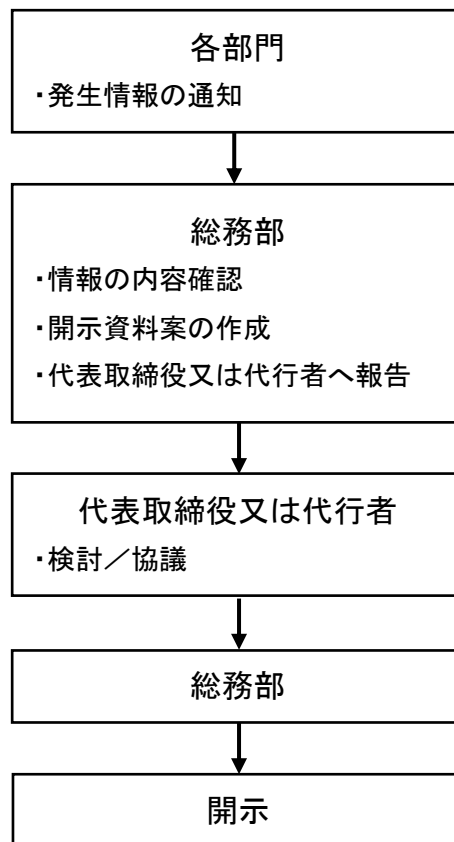 各部門
・発生情報の通知
総務部
・情報の内容確認
・開示資料案の作成
・代表取締役又は代行者へ報告
代表取締役又は代行者
・検討／協議
総務部
開示